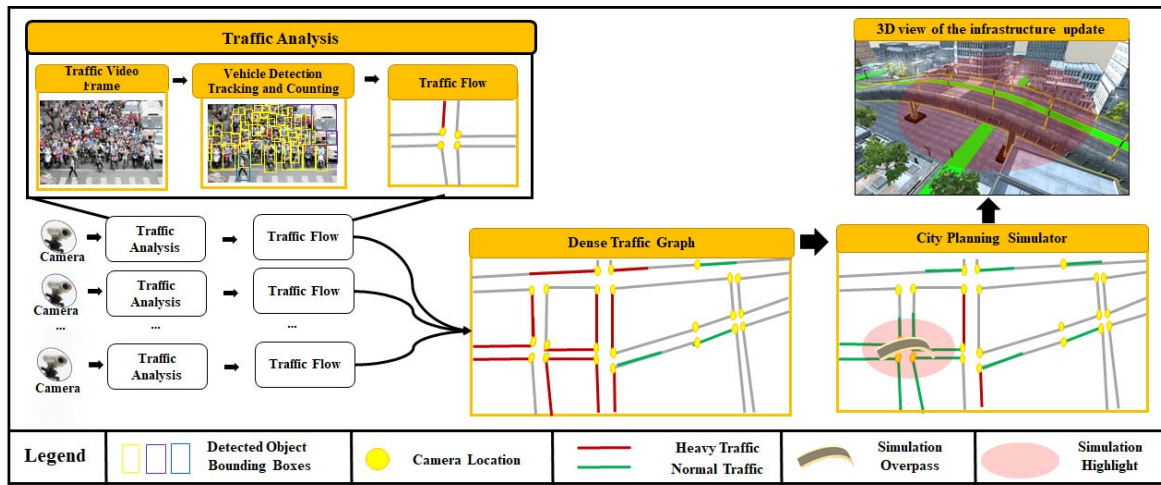 Traffic Analysis
Traffic Video
Frame
Vehicle Detection
Tracking and Counting
Traffic Flow
3D view of the infrastructure update
Camera
Traffic
Analysis
Traffic Flow
Camera
Traffic
Analysis
Traffic Flow
...
...
...
Camera
Traffic
Analysis
Traffic Flow
Dense Traffic Graph
City Planning Simulator
Legend
Detected Object
Bounding Boxes
Camera Location
Heavy Traffic
Normal Traffic
Simulation
Overpass
Simulation
Highlight